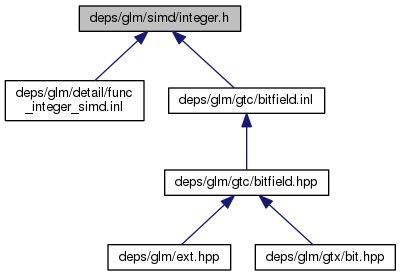 deps/glm/simd/integer.h
deps/glm/detail/func
_integer_simd.inl
deps/glm/gtc/bitfield.inl
deps/glm/gtc/bitfield.hpp
deps/glm/ext.hpp
deps/glm/gtx/bit.hpp